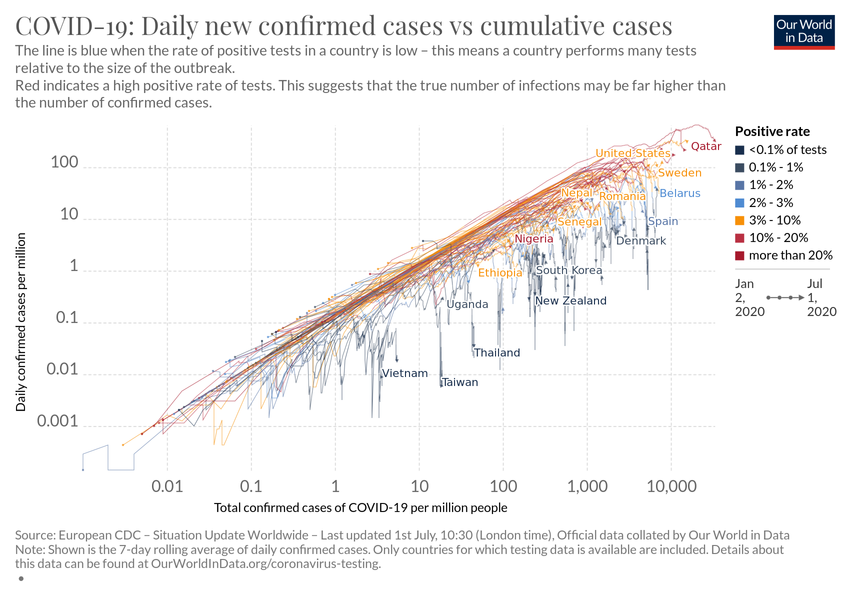 COVID-19: Daily new confirmed cases vs cumulative cases
Our World
in Data
The line is blue when the rate of positive tests in a country is low – this means a country performs many tests
relative to the size of the outbreak.
Red indicates a high positive rate of tests. This suggests that the true number of infections may be far higher than
the number of confirmed cases.
Positive rate
<0.1% of tests
0.1% - 1%
1% - 2%
2% - 3%
3% - 10%
10% - 20%
more than 20%
Jan
2,
2020
Jul
1,
2020
Daily confirmed cases per million
100
10
1
0.1
0.01
0.001
United States
Qatar
Sweden
Nepal
Romania
Belarus
Senegal
Spain
Nigeria
Denmark
Ethiopia
South Korea
Uganda
New Zealand
Thailand
Vietnam
Taiwan
0.01
0.1
1
10
100
1,000
10,000
Total confirmed cases of COVID-19 per million people
Source: European CDC – Situation Update Worldwide – Last updated 1st July, 10:30 (London time), Official data collated by Our World in Data
Note: Shown is the 7-day rolling average of daily confirmed cases. Only countries for which testing data is available are included. Details about
this data can be found at OurWorldInData.org/coronavirus-testing.